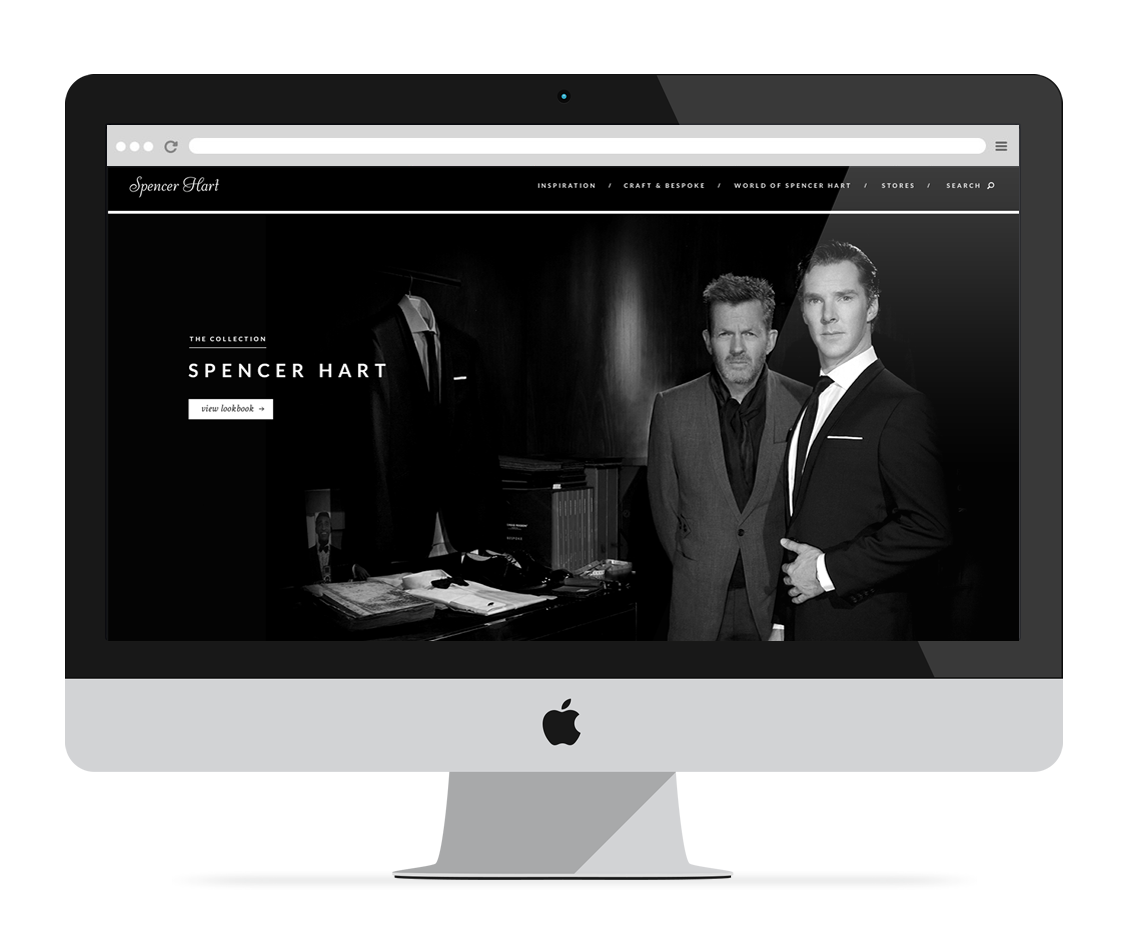 Spencer Hart
INSPIRATION / CRAFT & BESPOKE / WORLD OF SPENCER HART / STORES / SEARCH
THE COLLECTION
SPENCER HART
view lookbook →